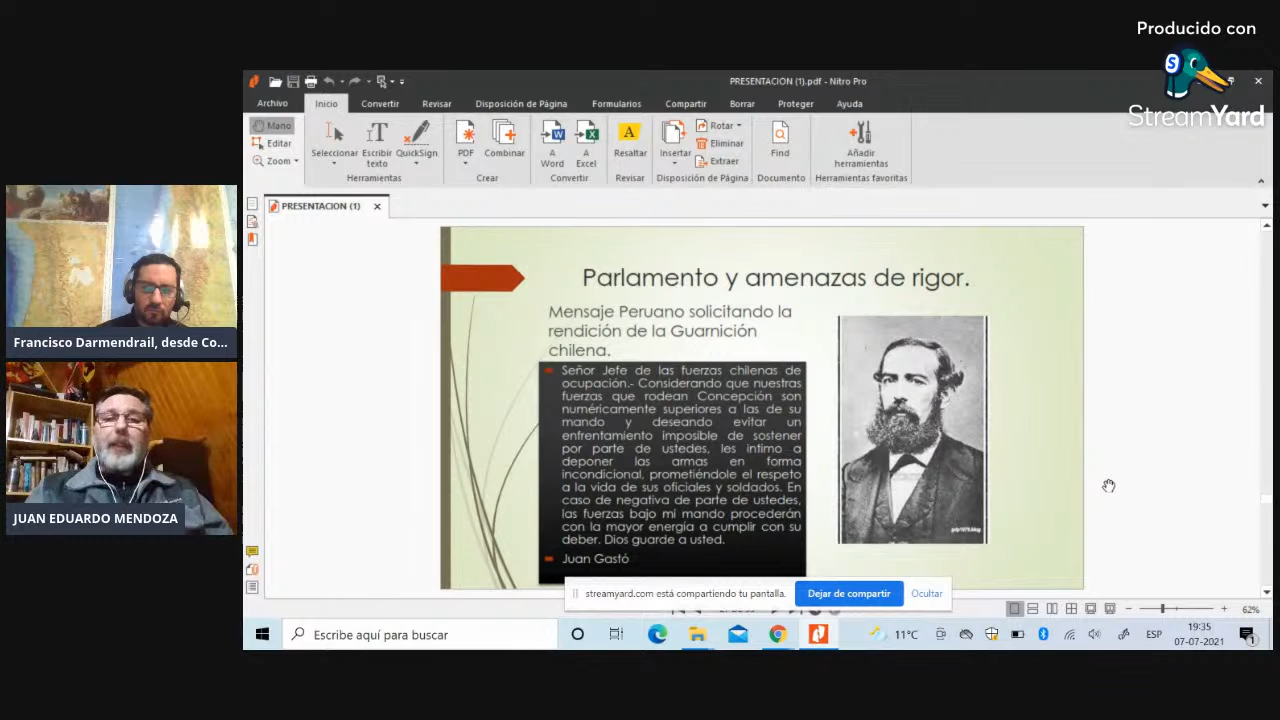 Producido con
StreamYard
PRESENTACION (1).pdf - Nitro Pro
Archivo Inicio Convertir Revisar Disposición de Página Formularios Compartir Borrar Proteger Ayuda
Mano
Editar
Zoom
Seleccionar
Escribir texto
QuickSign
Herramientas
PDF
Combinar
Crear
A Word
A Excel
Convertir
Resaltar
Revisar
Insertar
Rotar
Eliminar
Extraer
Disposición de Página
Find
Documento
Añadir herramientas
Herramientas favoritas
PRESENTACION (1)
Parlamento y amenazas de rigor.
Mensaje Peruano solicitando la
rendición de la Guarnición
chilena.
Señor Jefe de las fuerzas chilenas de
ocupación.- Considerando que nuestras
fuerzas que rodean Concepción son
numéricamente superiores a las de su
mando y deseando evitar un
enfrentamiento imposible de sostener
por parte de ustedes, les intimo a
deponer las armas en forma
incondicional, prometiéndole el respeto
a la vida de sus oficiales y soldados. En
caso de negativa de parte de ustedes,
las fuerzas bajo mi mando procederán
con la mayor energía a cumplir con su
deber. Dios guarde a usted.
Juan Gastó
gdp1879.blog
Francisco Darmendrail, desde Co...
JUAN EDUARDO MENDOZA
streamyard.com está compartiendo tu pantalla.
Dejar de compartir
Ocultar
62%
Escribe aquí para buscar
11°C
ESP
19:35
07-07-2021
1